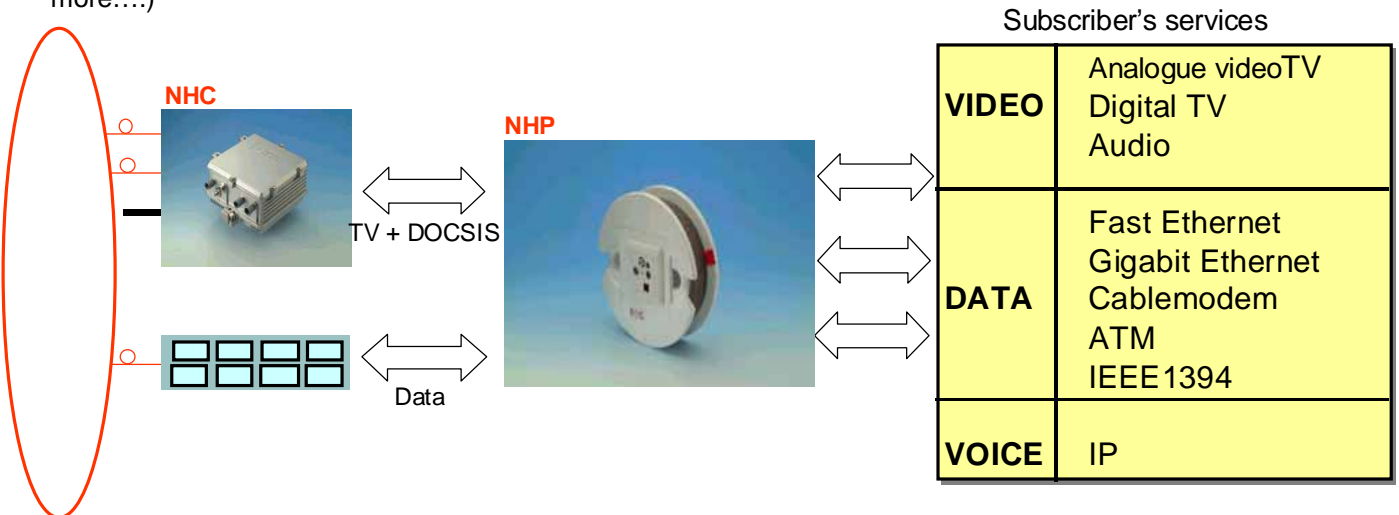 more....)
Subscriber's services
NHC
NHP
TV + DOCSIS
Data
VIDEO
Analogue videoTV
Digital TV
Audio
DATA
Fast Ethernet
Gigabit Ethernet
Cablemodem
ATM
IEEE1394
VOICE
IP